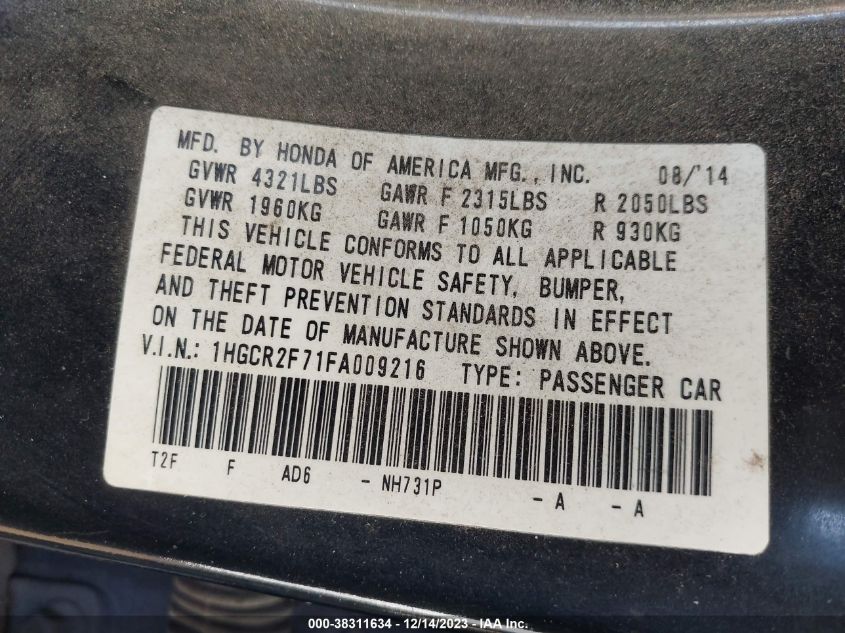 MFD. BY HONDA OF AMERICA MFG., INC. 08/'14
GVWR 4321LBS GAWR F 2315LBS R 2050LBS
GVWR 1960KG GAWR F 1050KG R 930KG
THIS VEHICLE CONFORMS TO ALL APPLICABLE
FEDERAL MOTOR VEHICLE SAFETY, BUMPER,
AND THEFT PREVENTION STANDARDS IN EFFECT
ON THE DATE OF MANUFACTURE SHOWN ABOVE.
V.I.N.: 1HGCR2F71FA009216 TYPE: PASSENGER CAR
T2F F AD6 - NH731P - A - A
000-38311634 - 12/14/2023 - IAA Inc.